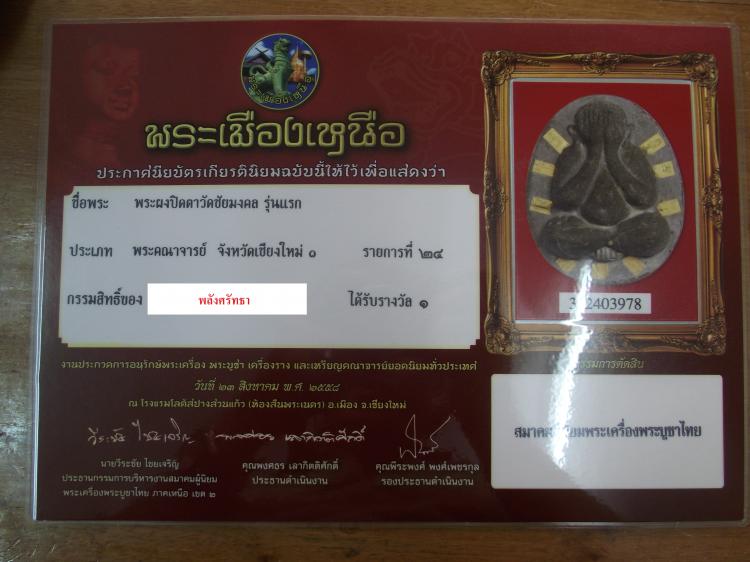 พระเมืองเหนือ
พระเมืองเหนือ
ประกาศนียบัตรเกียรตินิยมฉบับนี้ให้ไว้เพื่อแสดงว่า
ชื่อพระ พระผงปิดตาวัดชัยมงคล รุ่นแรก
ประเภท พระคณาจารย์ จังหวัดเชียงใหม่ ๑ รายการที่ ๒๔
กรรมสิทธิ์ของ พลังศรัทธา ได้รับรางวัล ๑
งานประกวดการอนุรักษ์พระเครื่อง พระบูชา เครื่องราง และเหรียญคณาจารย์ยอดนิยมทั่วประเทศ
วันที่ ๒๓ สิงหาคม พ.ศ. ๒๕๕๘
ณ โรงแรมโลตัสปางสวนแก้ว (ห้องสืมพระเนตร) อ.เมือง จ.เชียงใหม่
นายวีระชัย ไชยเจริญ
ประธานกรรมการบริหารงานสมาคมผู้นิยม
พระเครื่องพระบูชาไทย ภาคเหนือ เขต ๒
คุณพงศธร เลากิตติศักดิ์
ประธานดำเนินงาน
คุณพีระพงศ์ พงศ์เพชรกุล
รองประธานดำเนินงาน
2403978
กรรมการตัดสิน
พระเครื่องพระบูชาไทย